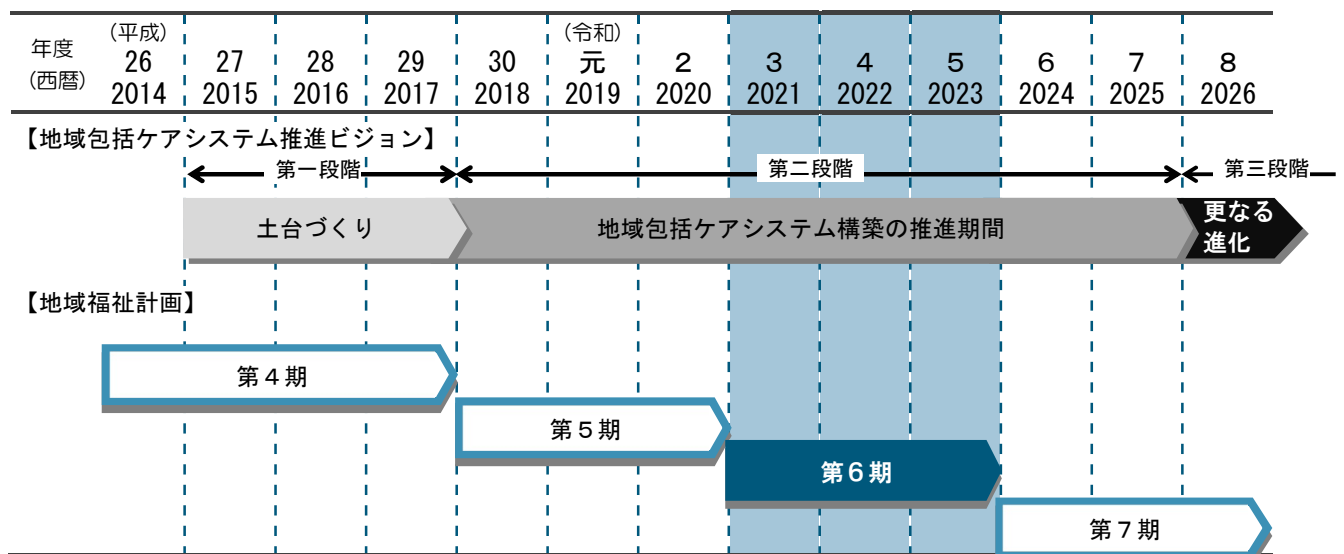 年度
(西暦)
(平成)
26
2014
27
2015
28
2016
29
2017
30
2018
(令和)
元
2019
2
2020
3
2021
4
2022
5
2023
6
2024
7
2025
8
2026
【地域包括ケアシステム推進ビジョン】
第一段階
第二段階
第三段階
土台づくり
地域包括ケアシステム構築の推進期間
更なる
進化
【地域福祉計画】
第４期
第５期
第６期
第７期